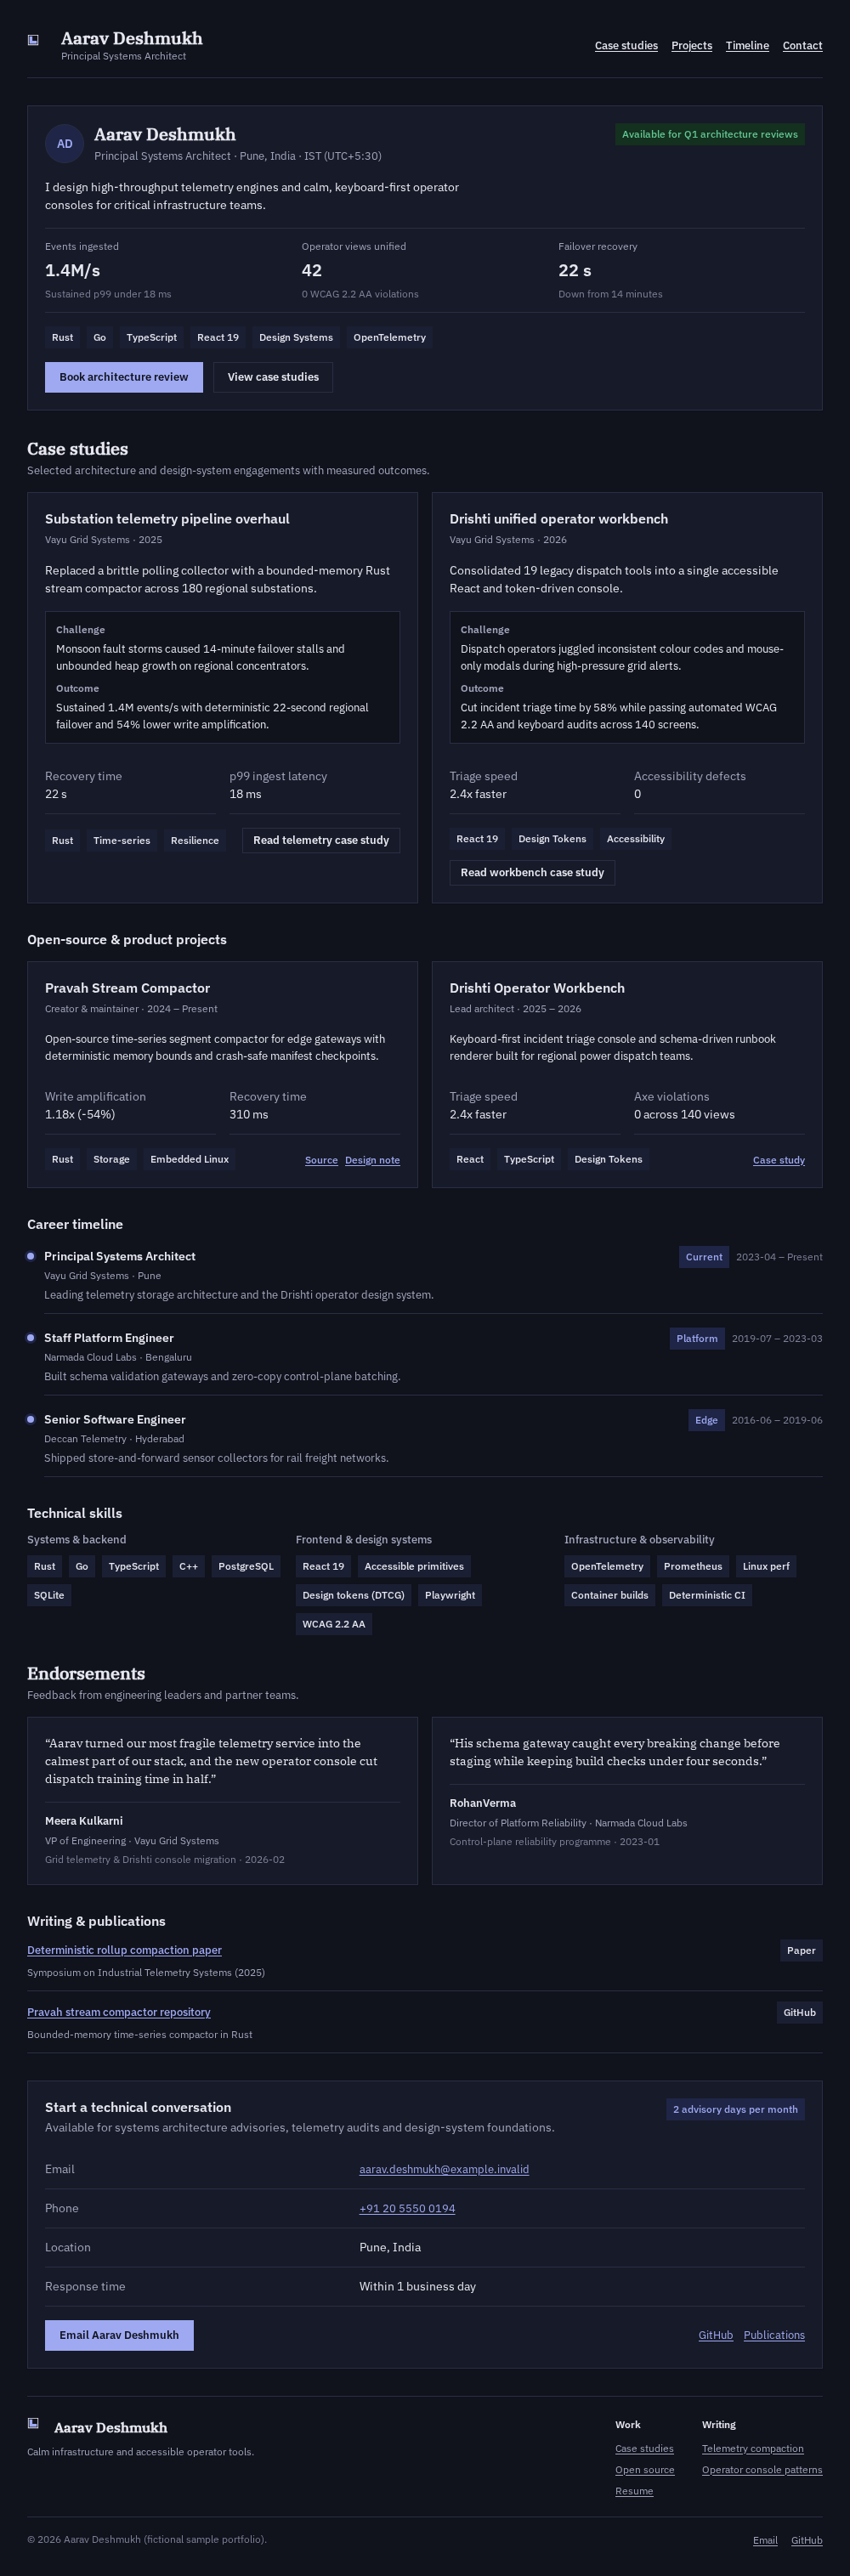 Aarav Deshmukh
Principal Systems Architect
Case studies Projects Timeline Contact
AD
Aarav Deshmukh
Principal Systems Architect · Pune, India · IST (UTC+5:30)
Available for Q1 architecture reviews
I design high-throughput telemetry engines and calm, keyboard-first operator
consoles for critical infrastructure teams.
Events ingested
1.4M/s
Sustained p99 under 18 ms
Operator views unified
42
0 WCAG 2.2 AA violations
Failover recovery
22 s
Down from 14 minutes
Rust Go TypeScript React 19 Design Systems OpenTelemetry
Book architecture review View case studies
Case studies
Selected architecture and design-system engagements with measured outcomes.
Substation telemetry pipeline overhaul
Vayu Grid Systems · 2025
Replaced a brittle polling collector with a bounded-memory Rust
stream compactor across 180 regional substations.
Challenge
Monsoon fault storms caused 14-minute failover stalls and
unbounded heap growth on regional concentrators.
Outcome
Sustained 1.4M events/s with deterministic 22-second regional
failover and 54% lower write amplification.
Recovery time
22 s
p99 ingest latency
18 ms
Rust Time-series Resilience Read telemetry case study
Drishti unified operator workbench
Vayu Grid Systems · 2026
Consolidated 19 legacy dispatch tools into a single accessible
React and token-driven console.
Challenge
Dispatch operators juggled inconsistent colour codes and mouse-
only modals during high-pressure grid alerts.
Outcome
Cut incident triage time by 58% while passing automated WCAG
2.2 AA and keyboard audits across 140 screens.
Triage speed
2.4x faster
Accessibility defects
0
React 19 Design Tokens Accessibility
Read workbench case study
Open-source & product projects
Pravah Stream Compactor
Creator & maintainer · 2024 – Present
Open-source time-series segment compactor for edge gateways with
deterministic memory bounds and crash-safe manifest checkpoints.
Write amplification
1.18x (-54%)
Recovery time
310 ms
Rust Storage Embedded Linux Source Design note
Drishti Operator Workbench
Lead architect · 2025 – 2026
Keyboard-first incident triage console and schema-driven runbook
renderer built for regional power dispatch teams.
Triage speed
2.4x faster
Axe violations
0 across 140 views
React TypeScript Design Tokens Case study
Career timeline
Principal Systems Architect
Current 2023-04 – Present
Vayu Grid Systems · Pune
Leading telemetry storage architecture and the Drishti operator design system.
Staff Platform Engineer
Platform 2019-07 – 2023-03
Narmada Cloud Labs · Bengaluru
Built schema validation gateways and zero-copy control-plane batching.
Senior Software Engineer
Edge 2016-06 – 2019-06
Deccan Telemetry · Hyderabad
Shipped store-and-forward sensor collectors for rail freight networks.
Technical skills
Systems & backend
Rust Go TypeScript C++ PostgreSQL
SQLite
Frontend & design systems
React 19 Accessible primitives
Design tokens (DTCG) Playwright
WCAG 2.2 AA
Infrastructure & observability
OpenTelemetry Prometheus Linux perf
Container builds Deterministic CI
Endorsements
Feedback from engineering leaders and partner teams.
“Aarav turned our most fragile telemetry service into the
calmest part of our stack, and the new operator console cut
dispatch training time in half.”
Meera Kulkarni
VP of Engineering · Vayu Grid Systems
Grid telemetry & Drishti console migration · 2026-02
“His schema gateway caught every breaking change before
staging while keeping build checks under four seconds.”
RohanVerma
Director of Platform Reliability · Narmada Cloud Labs
Control-plane reliability programme · 2023-01
Writing & publications
Deterministic rollup compaction paper
Paper
Symposium on Industrial Telemetry Systems (2025)
Pravah stream compactor repository
GitHub
Bounded-memory time-series compactor in Rust
Start a technical conversation
2 advisory days per month
Available for systems architecture advisories, telemetry audits and design-system foundations.
Email aarav.deshmukh@example.invalid
Phone +91 20 5550 0194
Location Pune, India
Response time Within 1 business day
Email Aarav Deshmukh GitHub Publications
Aarav Deshmukh
Calm infrastructure and accessible operator tools.
Work
Case studies
Open source
Resume
Writing
Telemetry compaction
Operator console patterns
© 2026 Aarav Deshmukh (fictional sample portfolio).
Email GitHub